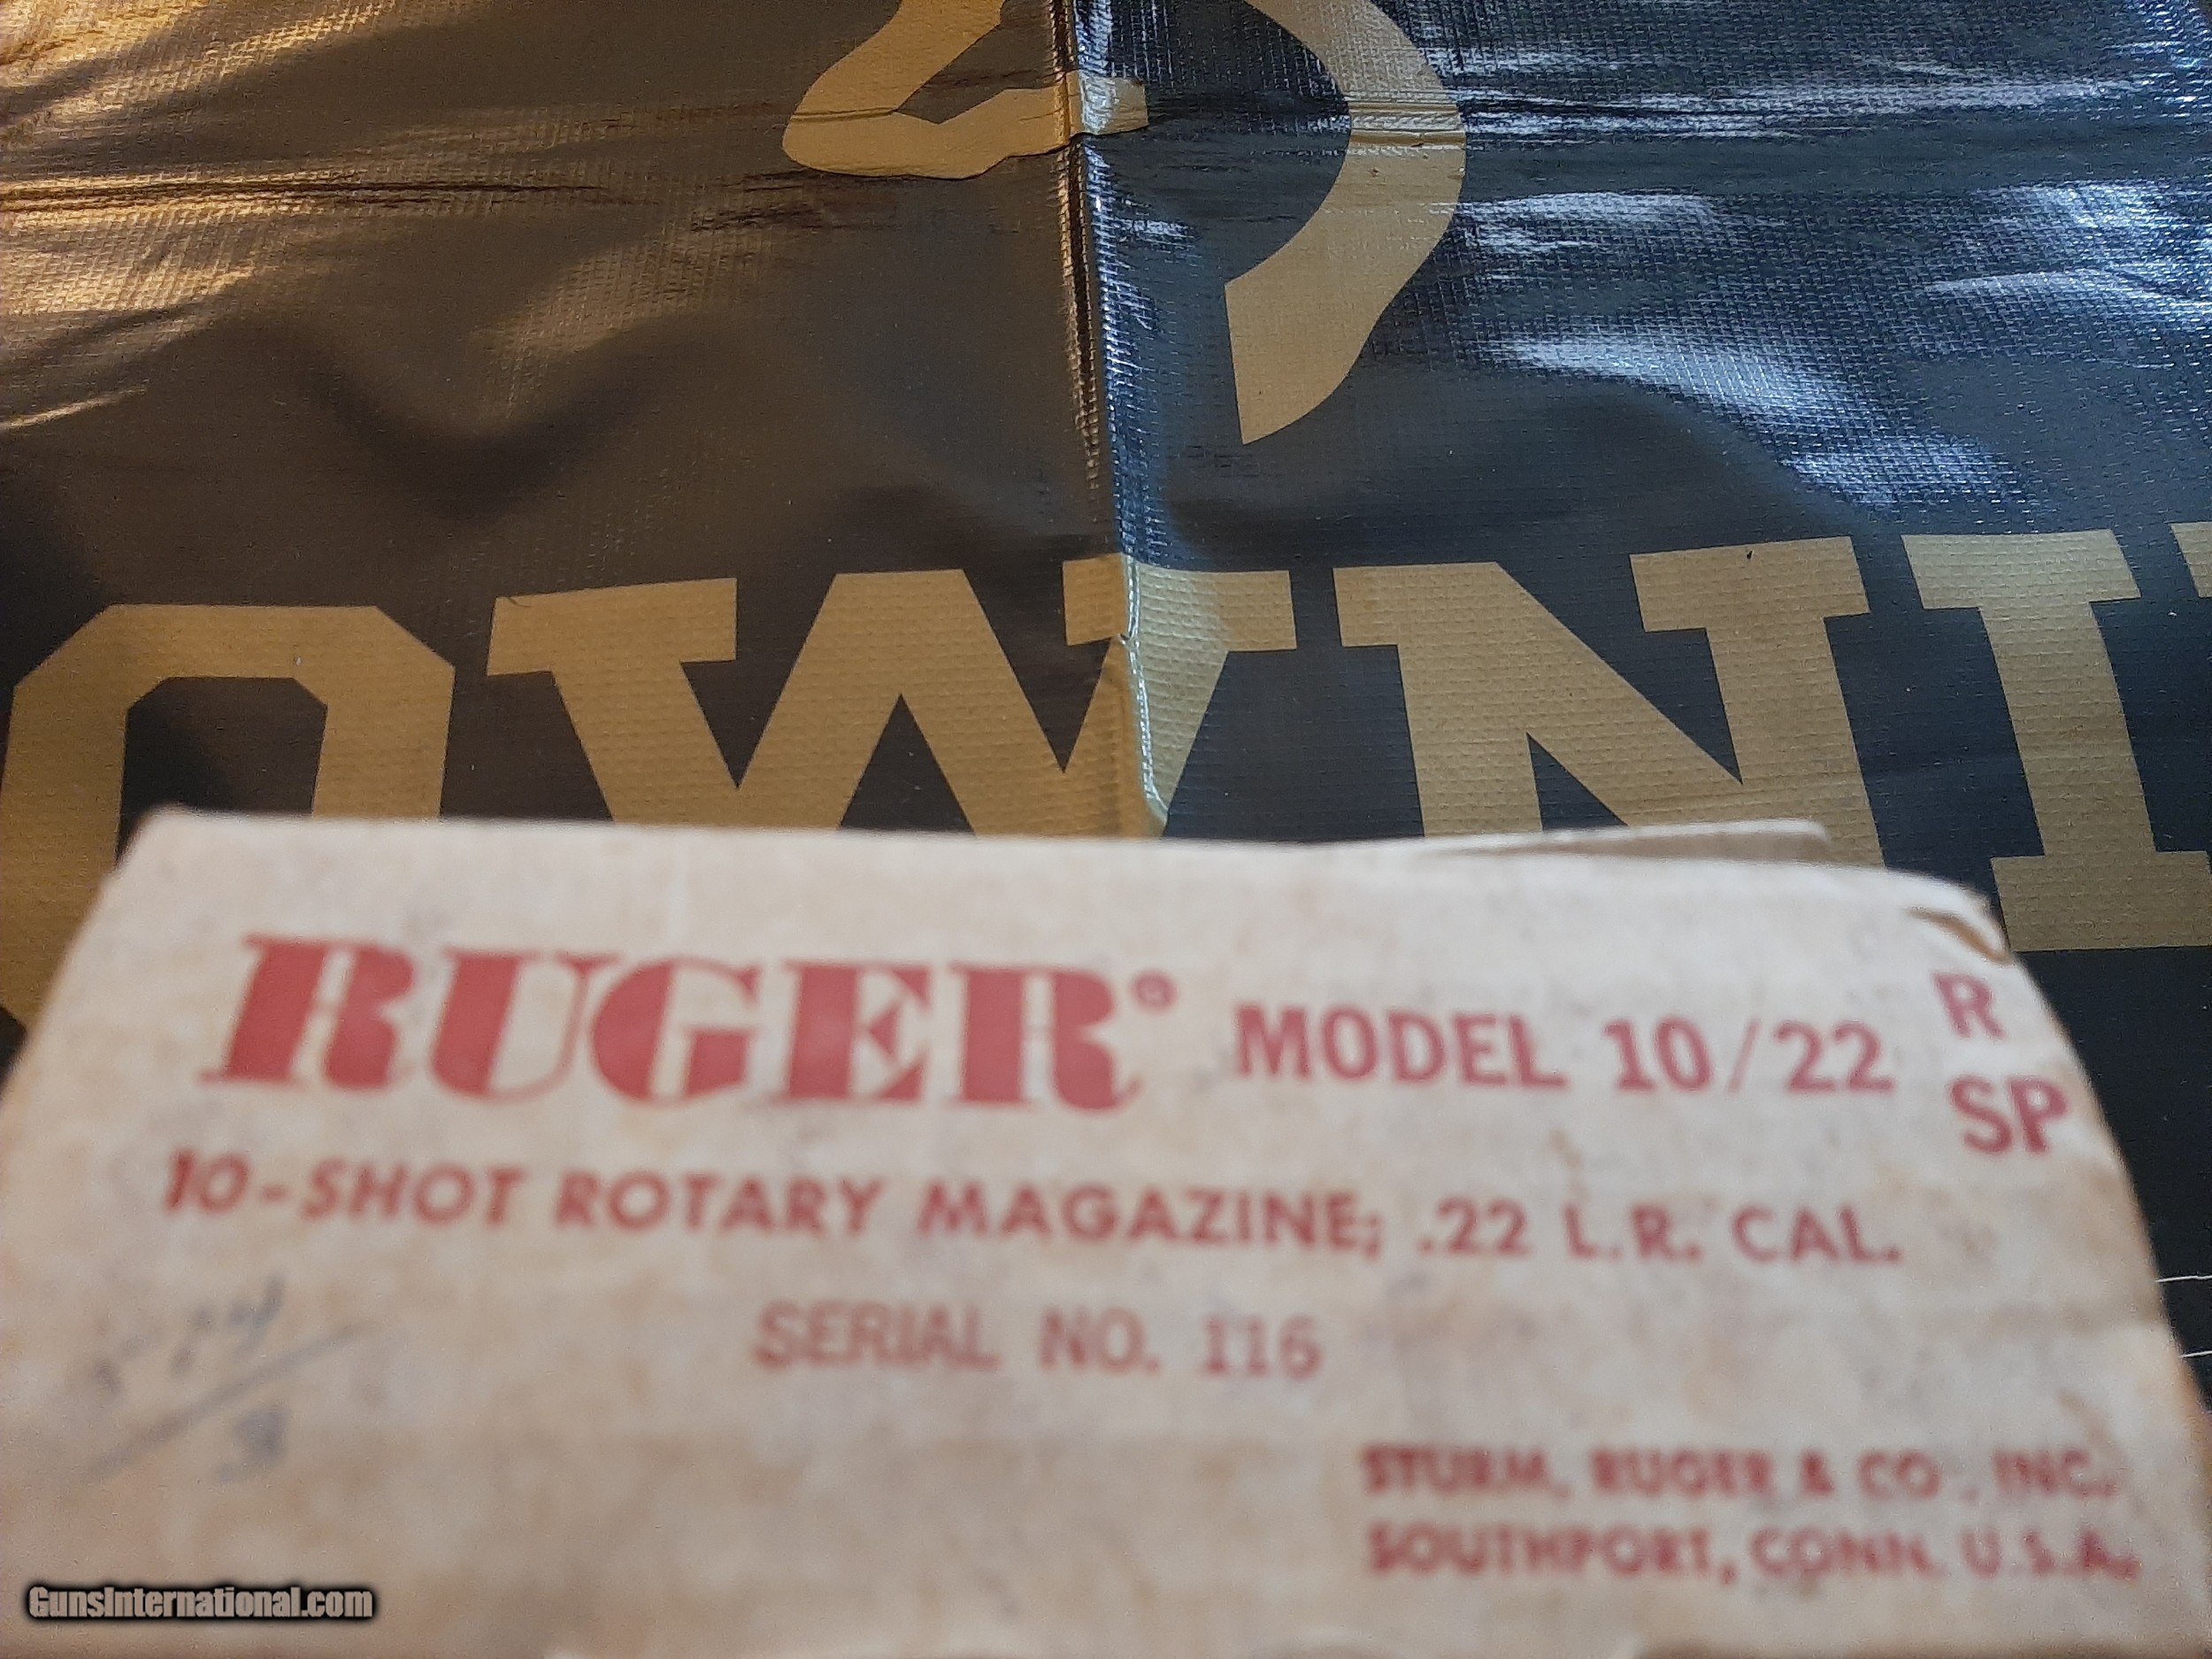 OWNI
RUGER® MODEL 10/22 R SP
10-SHOT ROTARY MAGAZINE; .22 L.R. CAL.
SERIAL NO. 116
STURM, RUGER & CO., INC.
SOUTHPORT, CONN. U.S.A.
GunsInternational.com